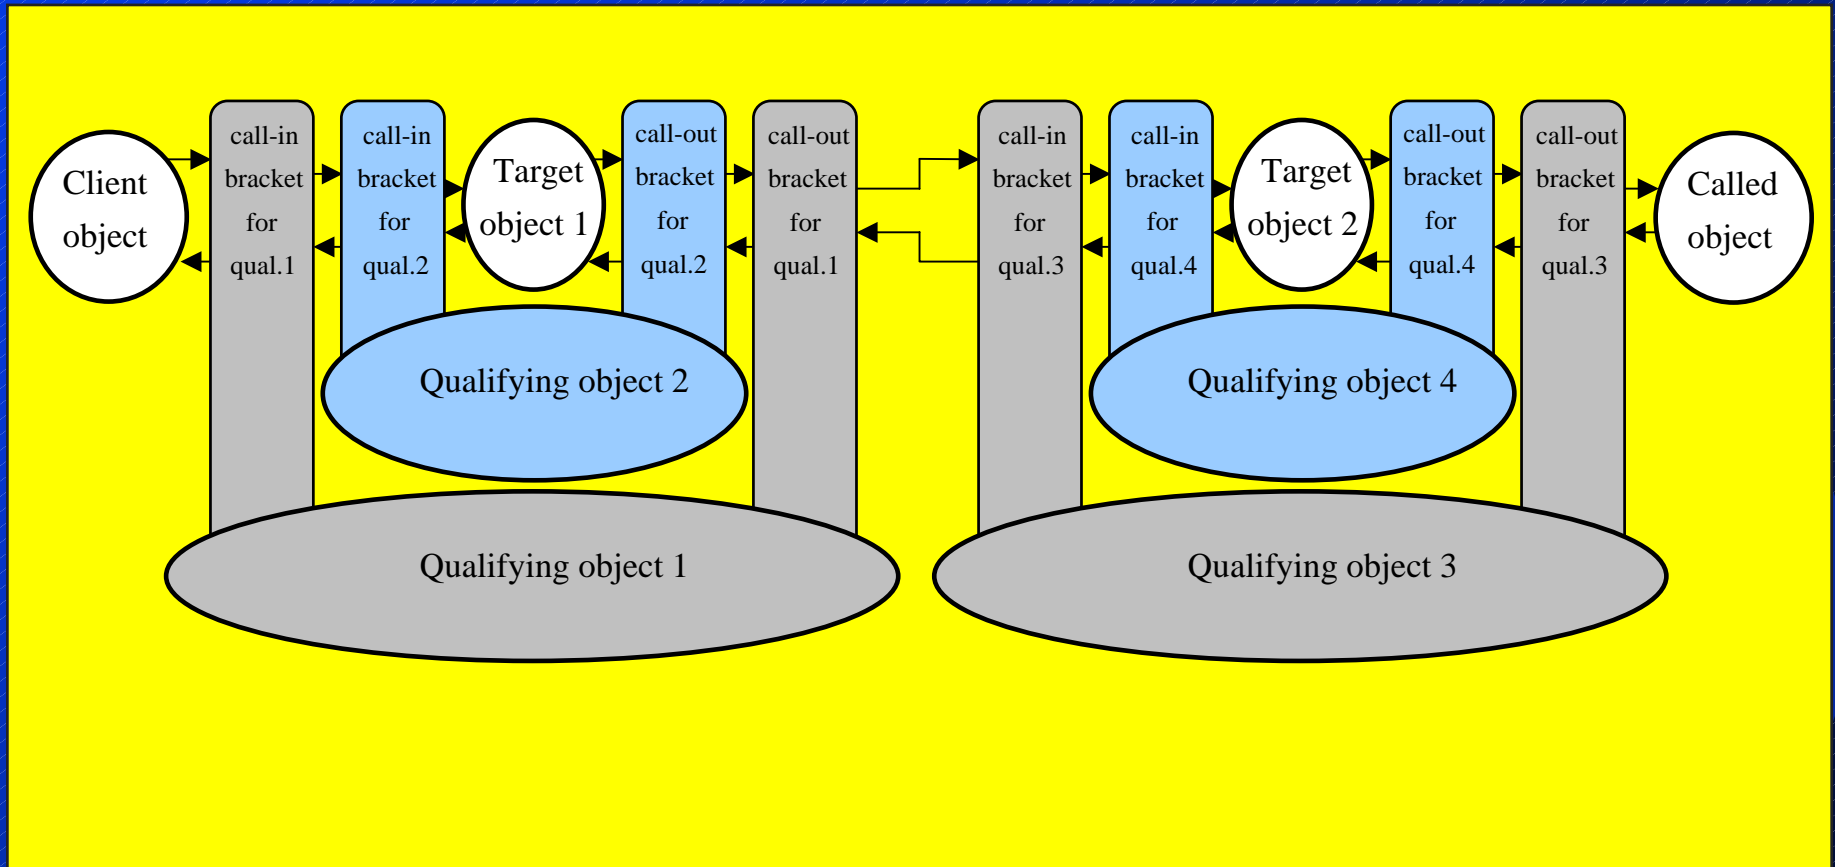 Client
object
call-in
bracket
for
qual.1
call-in
bracket
for
qual.2
Target
object 1
call-out
bracket
for
qual.2
call-out
bracket
for
qual.1
call-in
bracket
for
qual.3
call-in
bracket
for
qual.4
Target
object 2
call-out
bracket
for
qual.4
call-out
bracket
for
qual.3
Called
object
Qualifying object 2
Qualifying object 4
Qualifying object 1
Qualifying object 3